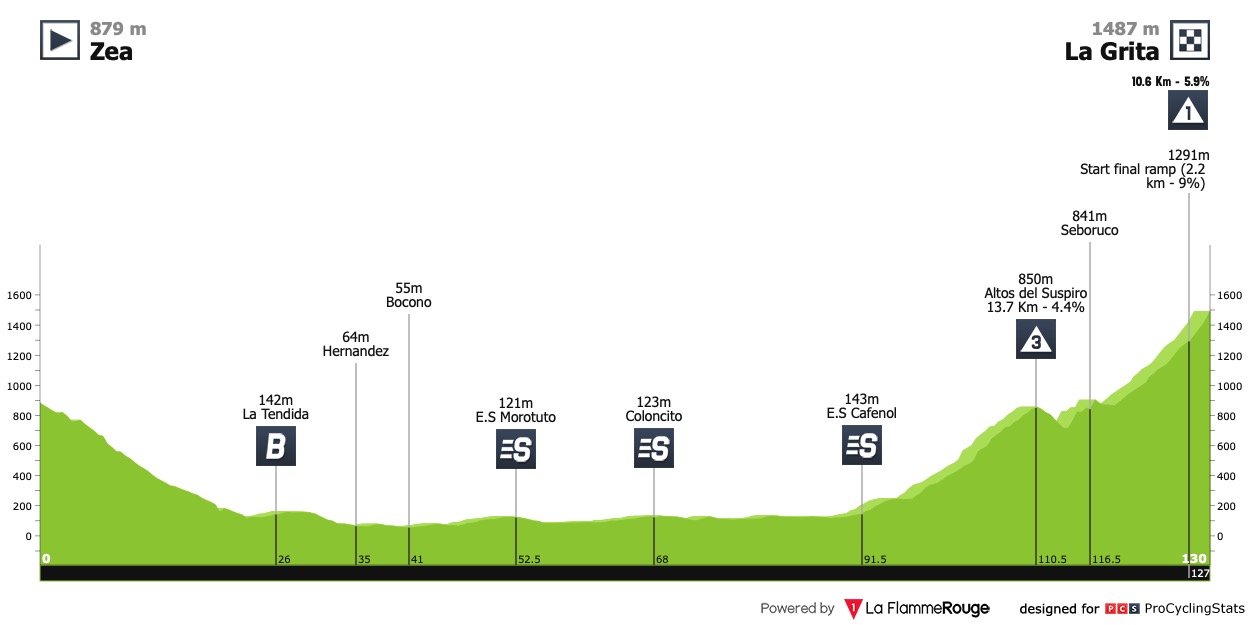 879 m
Zea
1487 m
La Grita
10.6 Km - 5.9%
1
1291m
Start final ramp (2.2
km - 9%)
841m
Seboruco
850m
Altos del Suspiro
13.7 Km - 4.4%
3
55m
Bocono
64m
Hernandez
142m
La Tendida
B
121m
E.S Morotuto
S
123m
Coloncito
S
143m
E.E Cafenol
S
1600 1600
1400 1400
1200 1200
1000 1000
800 800
600 600
400 400
200 200
0 0
0 26 35 41 52.5 68 91.5 110.5 116.5 130
127
Powered by 1 La FlammeRouge designed for PCS ProCyclingStats